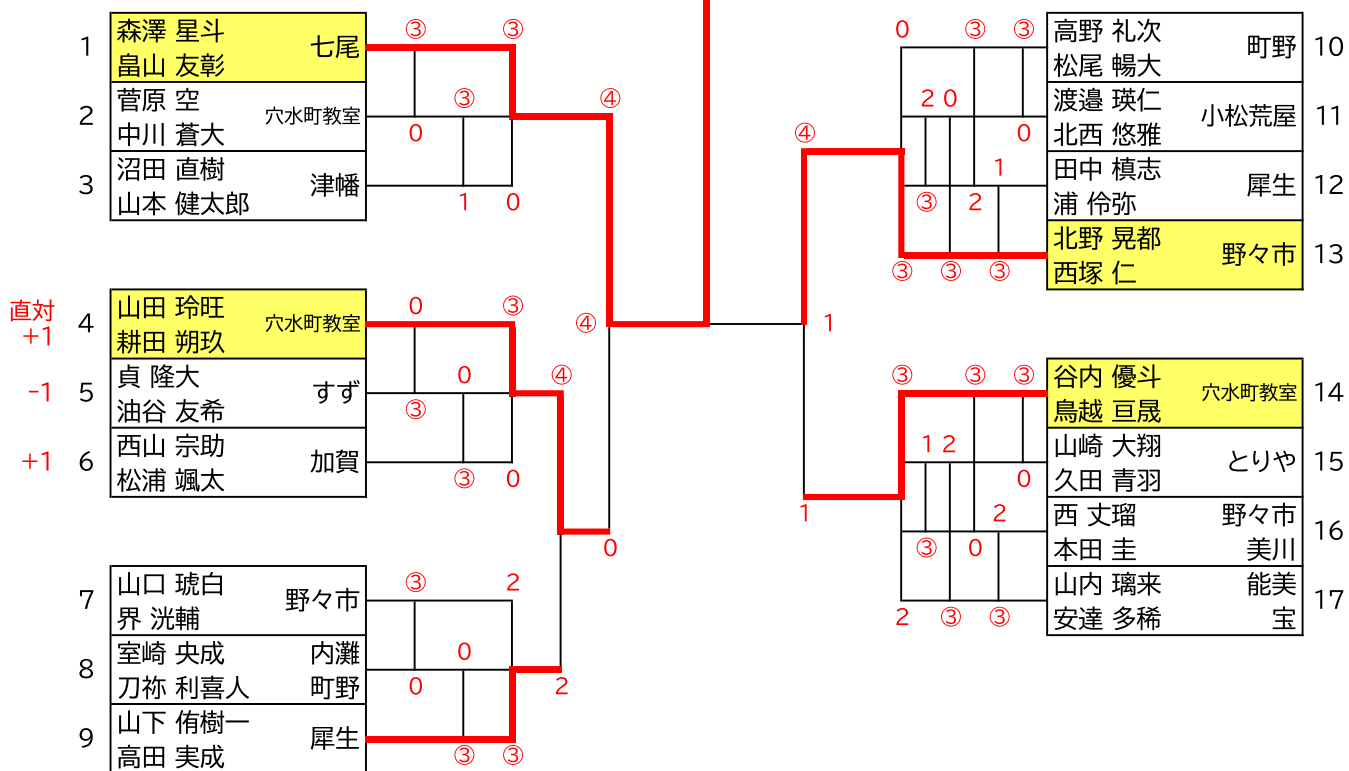 ③ ③
1 森澤 星斗 七尾
畠山 友彰
③ ④
2 菅原 空 穴水町教室
中川 蒼大
0
3 沼田 直樹 津幡
山本 健太郎
1 0
直対
+1
4 山田 玲旺 穴水町教室
耕田 朔玖
0 ③ ④
-1 5 貞 隆大 すず
油谷 友希
0 ④
③
+1 6 西山 宗助 加賀
松浦 颯太
③ 0
0
7 山口 琥白 野々市
界 洸輔
③ 2
8 室崎 央成 内灘
刀祢 利喜人 町野
0
0 2
9 山下 侑樹一 犀生
高田 実成
③ ③
0 ③ ③
高野 礼次 町野 10
松尾 暢大
2 0
④
渡邉 瑛仁 小松荒屋 11
北西 悠雅
0
1
田中 槙志 犀生 12
浦 伶弥
③ 2
北野 晃都 野々市 13
西塚 仁
③ ③ ③
1
③ ③ ③
谷内 優斗 穴水町教室 14
鳥越 亘晟
1 2
山崎 大翔 とりや 15
久田 青羽
0
1
2
西 丈瑠 野々市 16
本田 圭 美川
③ 0
山内 璃来 能美 17
安達 多稀 宝
2 ③ ③